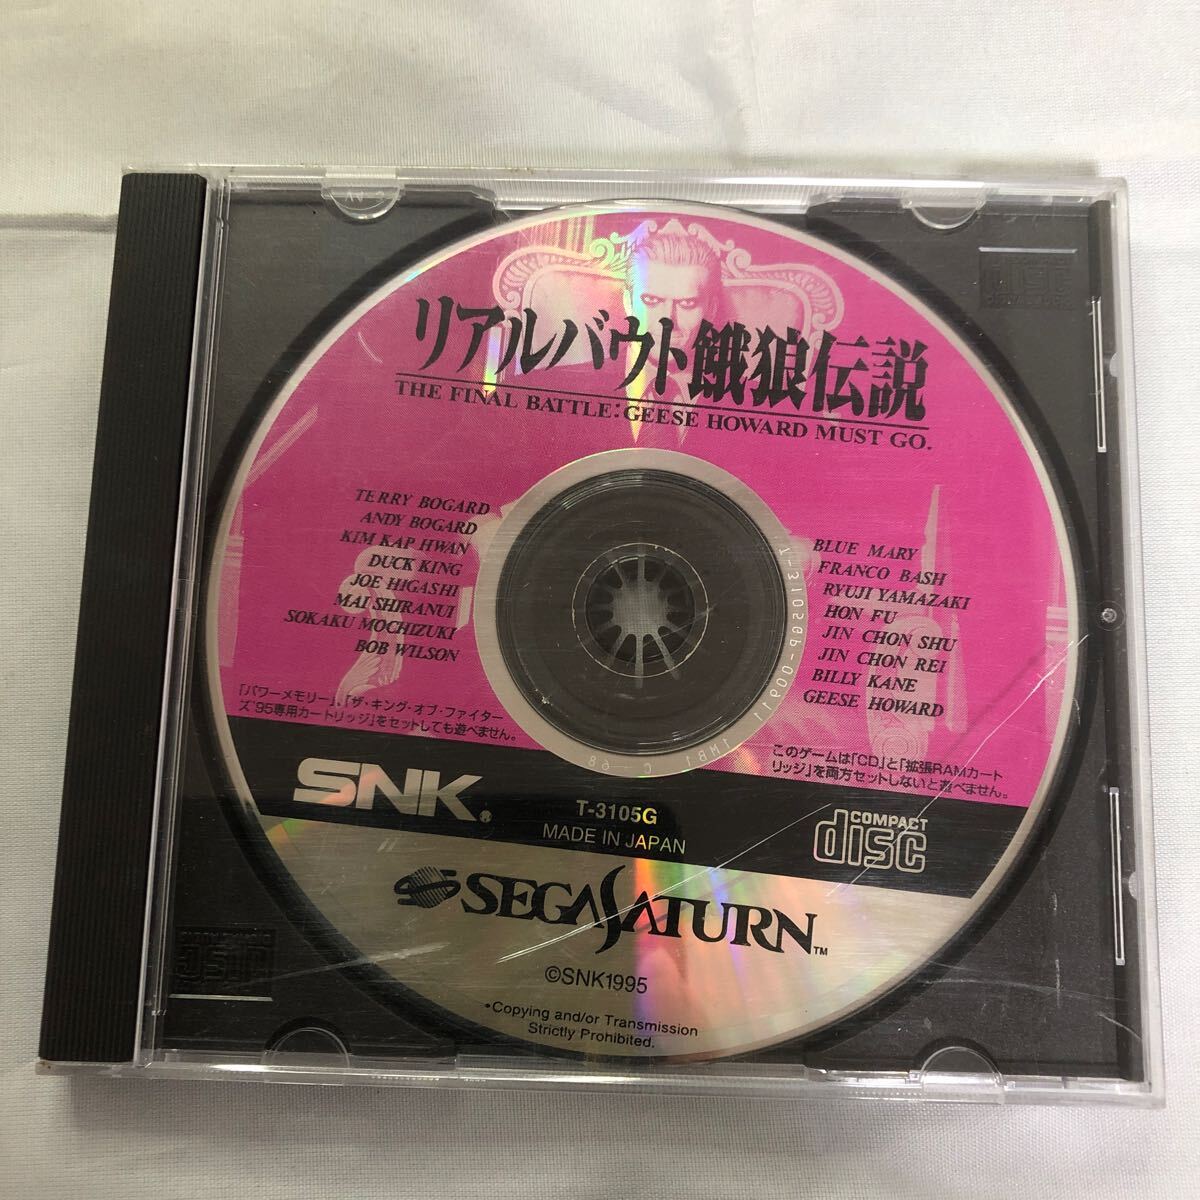 リアルバウト餓狼伝説
THE FINAL BATTLE:GEESE HOWARD MUST GO.
TERRY BOGARD
ANDY BOGARD
KIM KAP HWAN
DUCK KING
JOE HIGASHI
MAI SHIRANUI
SOKAKU MOCHIZUKI
BOB WILSON
BLUE MARY
FRANCO BASH
RYUJI YAMAZAKI
HON FU
JIN CHON SHU
JIN CHON REI
BILLY KANE
GEESE HOWARD
「パワーメモリー」、「ザ・キング・オブ・ファイター
ズ'95専用カートリッジ」をセットしても遊べません。
このゲームは「CD」と「拡張RAMカート
リッジ」を両方セットしないと遊べません。
SNK®
T-3105G
MADE IN JAPAN
COMPACT
disc
SEGA SATURN™
©SNK1995
•Copying and/or Transmission
Strictly Prohibited.